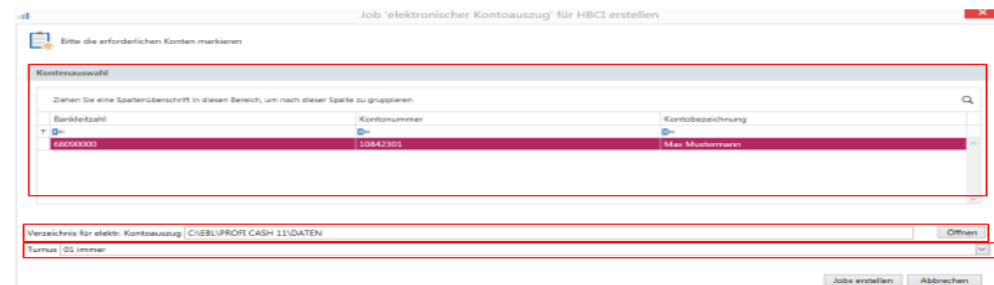 Job 'elektronischer Kontoauszug' für HBCI erstellen
Bitte die erforderlichen Konten markieren
Kontenauswahl
Ziehen Sie eine Spaltenüberschrift in diesen Bereich, um nach dieser Spalte zu gruppieren
Bankleitzahl Kontonummer Kontobezeichnung
68090000 10842301 Max Mustermann
Verzeichnis für elektr. Kontoauszug C:\EBL\PROFI CASH 11\DATEN Öffnen
Turnus 01 immer
Jobs erstellen Abbrechen